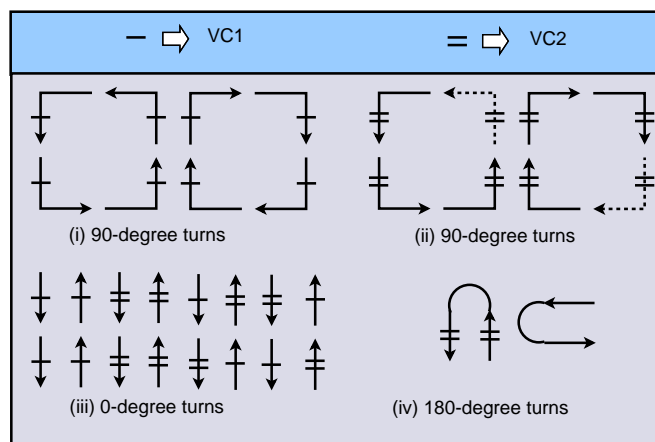 VC1 VC2
(i) 90-degree turns (ii) 90-degree turns
(iii) 0-degree turns (iv) 180-degree turns